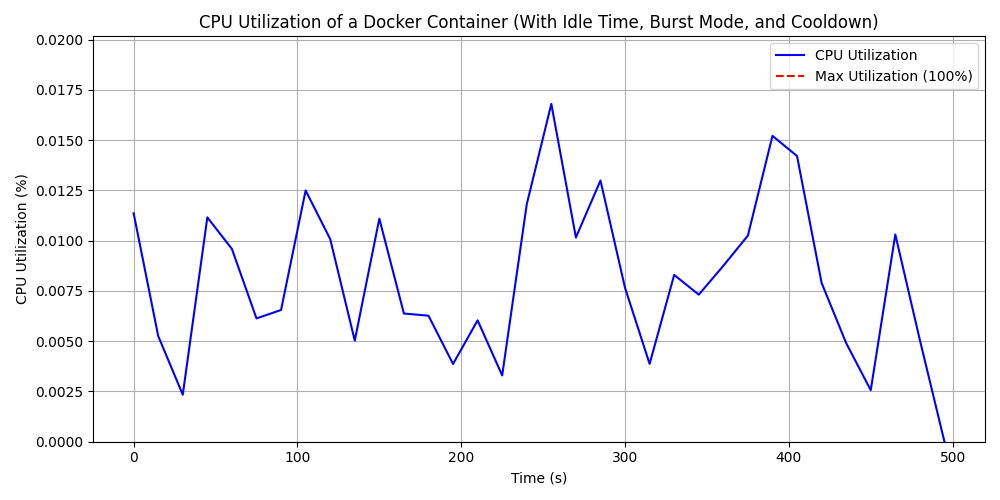 CPU Utilization of a Docker Container (With Idle Time, Burst Mode, and Cooldown)
CPU Utilization
Max Utilization (100%)
CPU Utilization (%)
0.0200
0.0175
0.0150
0.0125
0.0100
0.0075
0.0050
0.0025
0.0000
0 100 200 300 400 500
Time (s)